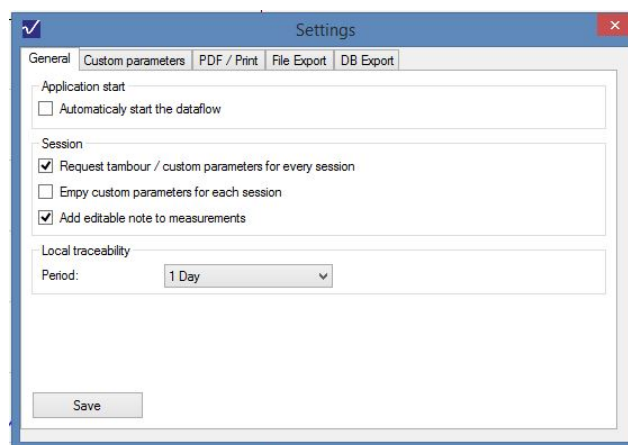 Settings
General Custom parameters PDF / Print File Export DB Export
Application start
Automaticaly start the dataflow
Session
Request tambour / custom parameters for every session
Empy custom parameters for each session
Add editable note to measurements
Local traceability
Period: 1 Day
Save